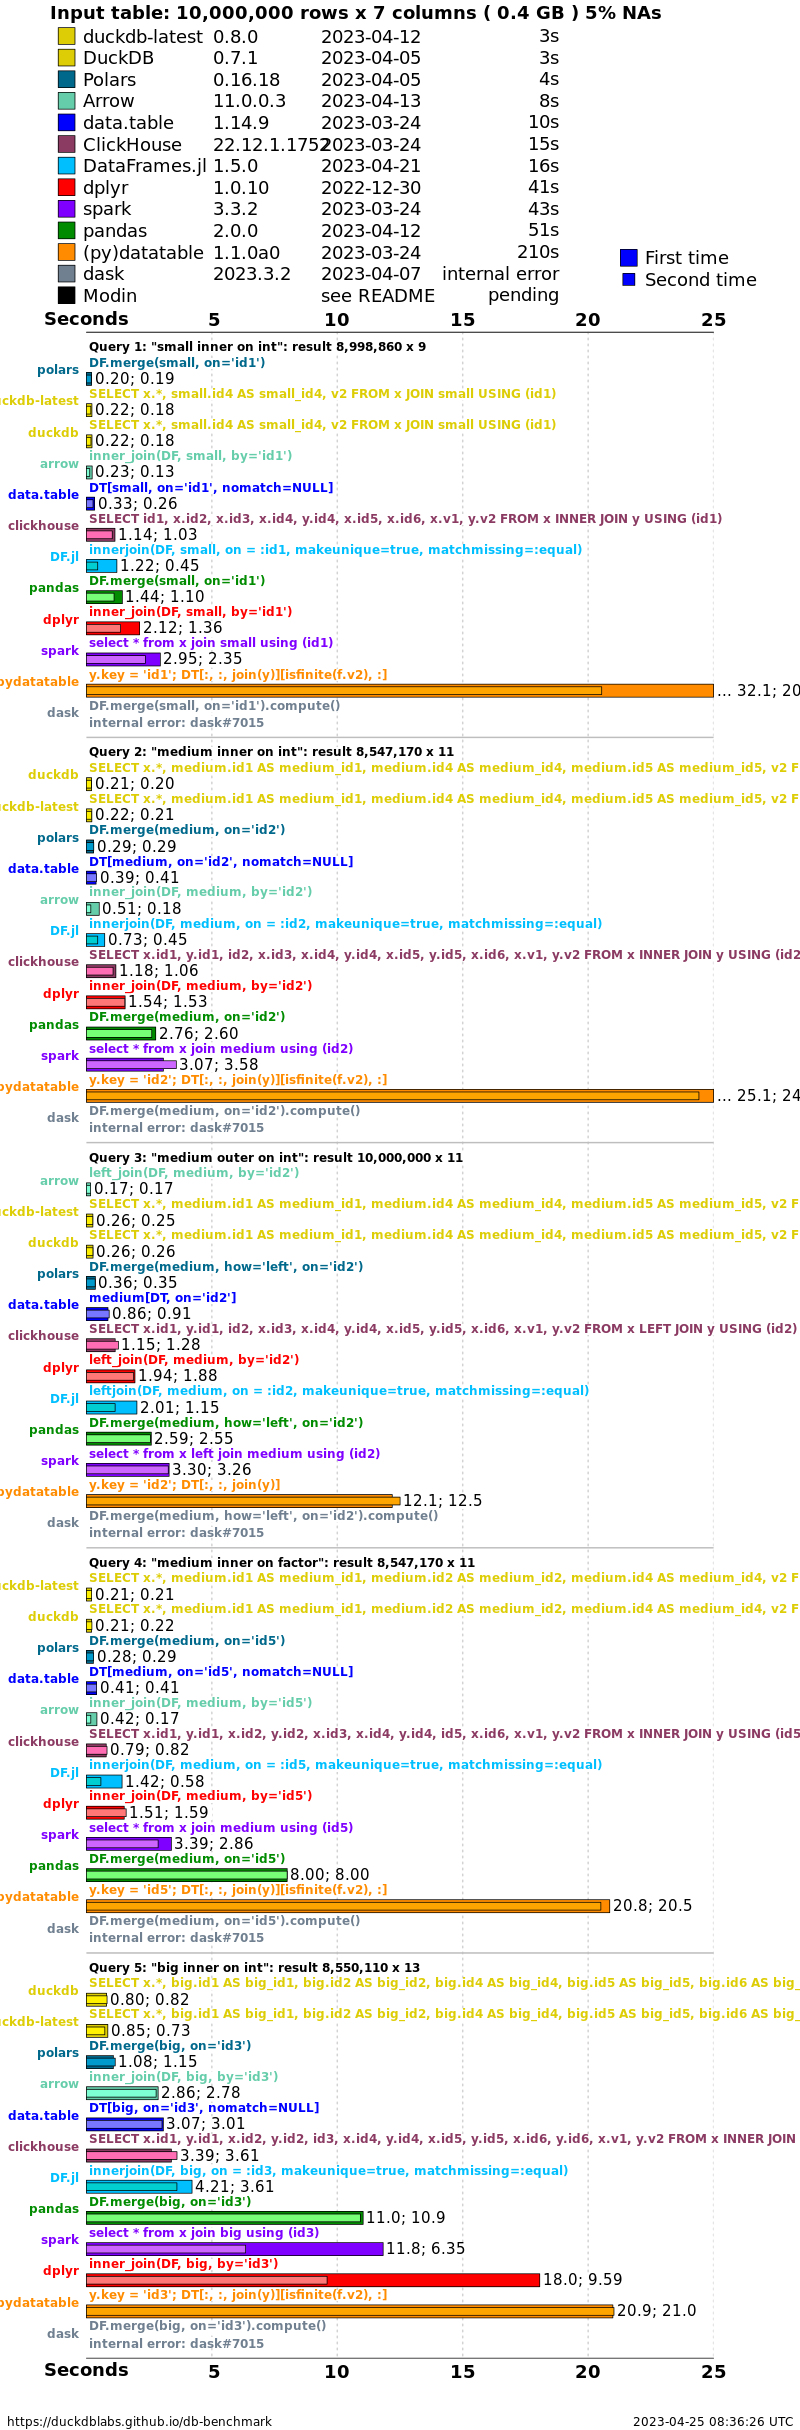 Input table: 10,000,000 rows x 7 columns ( 0.4 GB ) 5% NAs
duckdb-latest 0.8.0 2023-04-12 3s
DuckDB 0.7.1 2023-04-05 3s
Polars 0.16.18 2023-04-05 4s
Arrow 11.0.0.3 2023-04-13 8s
data.table 1.14.9 2023-03-24 10s
ClickHouse 22.12.1.1752 2023-03-24 15s
DataFrames.jl 1.5.0 2023-04-21 16s
dplyr 1.0.10 2022-12-30 41s
spark 3.3.2 2023-03-24 43s
pandas 2.0.0 2023-04-12 51s
(py)datatable 1.1.0a0 2023-03-24 210s
dask 2023.3.2 2023-04-07 internal error
Modin see README pending
First time
Second time
Seconds 5 10 15 20 25
Query 1: "small inner on int": result 8,998,860 x 9
DF.merge(small, on='id1')
polars 0.20; 0.19
SELECT x.*, small.id4 AS small_id4, v2 FROM x JOIN small USING (id1)
uckdb-latest 0.22; 0.18
SELECT x.*, small.id4 AS small_id4, v2 FROM x JOIN small USING (id1)
duckdb 0.22; 0.18
inner_join(DF, small, by='id1')
arrow 0.23; 0.13
DT[small, on='id1', nomatch=NULL]
data.table 0.33; 0.26
SELECT id1, x.id2, x.id3, x.id4, y.id4, x.id5, x.id6, x.v1, y.v2 FROM x INNER JOIN y USING (id1)
clickhouse 1.14; 1.03
innerjoin(DF, small, on = :id1, makeunique=true, matchmissing=:equal)
DF.jl 1.22; 0.45
DF.merge(small, on='id1')
pandas 1.44; 1.10
inner_join(DF, small, by='id1')
dplyr 2.12; 1.36
select * from x join small using (id1)
spark 2.95; 2.35
y.key = 'id1'; DT[:, :, join(y)][isfinite(f.v2), :]
pydatatable ... 32.1; 20
DF.merge(small, on='id1').compute()
dask
internal error: dask#7015
Query 2: "medium inner on int": result 8,547,170 x 11
SELECT x.*, medium.id1 AS medium_id1, medium.id4 AS medium_id4, medium.id5 AS medium_id5, v2 F
duckdb 0.21; 0.20
SELECT x.*, medium.id1 AS medium_id1, medium.id4 AS medium_id4, medium.id5 AS medium_id5, v2 F
uckdb-latest 0.22; 0.21
DF.merge(medium, on='id2')
polars 0.29; 0.29
DT[medium, on='id2', nomatch=NULL]
data.table 0.39; 0.41
inner_join(DF, medium, by='id2')
arrow 0.51; 0.18
innerjoin(DF, medium, on = :id2, makeunique=true, matchmissing=:equal)
DF.jl 0.73; 0.45
SELECT x.id1, y.id1, id2, x.id3, x.id4, y.id4, x.id5, y.id5, x.id6, x.v1, y.v2 FROM x INNER JOIN y USING (id2
clickhouse 1.18; 1.06
inner_join(DF, medium, by='id2')
dplyr 1.54; 1.53
DF.merge(medium, on='id2')
pandas 2.76; 2.60
select * from x join medium using (id2)
spark 3.07; 3.58
y.key = 'id2'; DT[:, :, join(y)][isfinite(f.v2), :]
pydatatable ... 25.1; 24
DF.merge(medium, on='id2').compute()
dask
internal error: dask#7015
Query 3: "medium outer on int": result 10,000,000 x 11
left_join(DF, medium, by='id2')
arrow 0.17; 0.17
SELECT x.*, medium.id1 AS medium_id1, medium.id4 AS medium_id4, medium.id5 AS medium_id5, v2 F
uckdb-latest 0.26; 0.25
SELECT x.*, medium.id1 AS medium_id1, medium.id4 AS medium_id4, medium.id5 AS medium_id5, v2 F
duckdb 0.26; 0.26
DF.merge(medium, how='left', on='id2')
polars 0.36; 0.35
medium[DT, on='id2']
data.table 0.86; 0.91
SELECT x.id1, y.id1, id2, x.id3, x.id4, y.id4, x.id5, y.id5, x.id6, x.v1, y.v2 FROM x LEFT JOIN y USING (id2)
clickhouse 1.15; 1.28
left_join(DF, medium, by='id2')
dplyr 1.94; 1.88
leftjoin(DF, medium, on = :id2, makeunique=true, matchmissing=:equal)
DF.jl 2.01; 1.15
DF.merge(medium, how='left', on='id2')
pandas 2.59; 2.55
select * from x left join medium using (id2)
spark 3.30; 3.26
y.key = 'id2'; DT[:, :, join(y)]
pydatatable 12.1; 12.5
DF.merge(medium, how='left', on='id2').compute()
dask
internal error: dask#7015
Query 4: "medium inner on factor": result 8,547,170 x 11
SELECT x.*, medium.id1 AS medium_id1, medium.id2 AS medium_id2, medium.id4 AS medium_id4, v2 F
uckdb-latest 0.21; 0.21
SELECT x.*, medium.id1 AS medium_id1, medium.id2 AS medium_id2, medium.id4 AS medium_id4, v2 F
duckdb 0.21; 0.22
DF.merge(medium, on='id5')
polars 0.28; 0.29
DT[medium, on='id5', nomatch=NULL]
data.table 0.41; 0.41
inner_join(DF, medium, by='id5')
arrow 0.42; 0.17
SELECT x.id1, y.id1, x.id2, y.id2, x.id3, x.id4, y.id4, id5, x.id6, x.v1, y.v2 FROM x INNER JOIN y USING (id5
clickhouse 0.79; 0.82
innerjoin(DF, medium, on = :id5, makeunique=true, matchmissing=:equal)
DF.jl 1.42; 0.58
inner_join(DF, medium, by='id5')
dplyr 1.51; 1.59
select * from x join medium using (id5)
spark 3.39; 2.86
DF.merge(medium, on='id5')
pandas 8.00; 8.00
y.key = 'id5'; DT[:, :, join(y)][isfinite(f.v2), :]
pydatatable 20.8; 20.5
DF.merge(medium, on='id5').compute()
dask
internal error: dask#7015
Query 5: "big inner on int": result 8,550,110 x 13
SELECT x.*, big.id1 AS big_id1, big.id2 AS big_id2, big.id4 AS big_id4, big.id5 AS big_id5, big.id6 AS big_
duckdb 0.80; 0.82
SELECT x.*, big.id1 AS big_id1, big.id2 AS big_id2, big.id4 AS big_id4, big.id5 AS big_id5, big.id6 AS big_
uckdb-latest 0.85; 0.73
DF.merge(big, on='id3')
polars 1.08; 1.15
inner_join(DF, big, by='id3')
arrow 2.86; 2.78
DT[big, on='id3', nomatch=NULL]
data.table 3.07; 3.01
SELECT x.id1, y.id1, x.id2, y.id2, id3, x.id4, y.id4, x.id5, y.id5, x.id6, y.id6, x.v1, y.v2 FROM x INNER JOIN
clickhouse 3.39; 3.61
innerjoin(DF, big, on = :id3, makeunique=true, matchmissing=:equal)
DF.jl 4.21; 3.61
DF.merge(big, on='id3')
pandas 11.0; 10.9
select * from x join big using (id3)
spark 11.8; 6.35
inner_join(DF, big, by='id3')
dplyr 18.0; 9.59
y.key = 'id3'; DT[:, :, join(y)][isfinite(f.v2), :]
pydatatable 20.9; 21.0
DF.merge(big, on='id3').compute()
dask
internal error: dask#7015
Seconds 5 10 15 20 25
https://duckdblabs.github.io/db-benchmark 2023-04-25 08:36:26 UTC